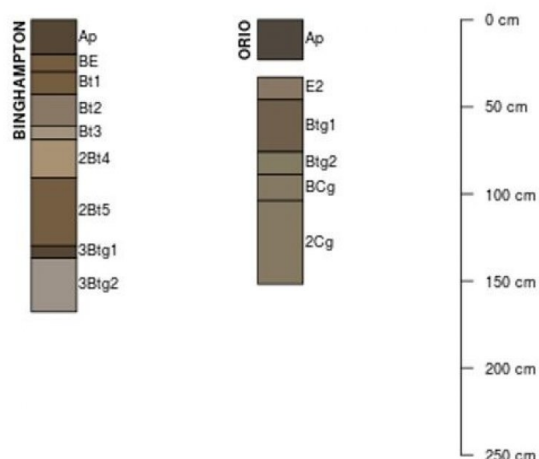 BINGHAMPTON
Ap
BE
Bt1
Bt2
Bt3
2Bt4
2Bt5
3Btg1
3Btg2
ORIO
Ap
E2
Btg1
Btg2
BCg
2Cg
0 cm
50 cm
100 cm
150 cm
200 cm
250 cm